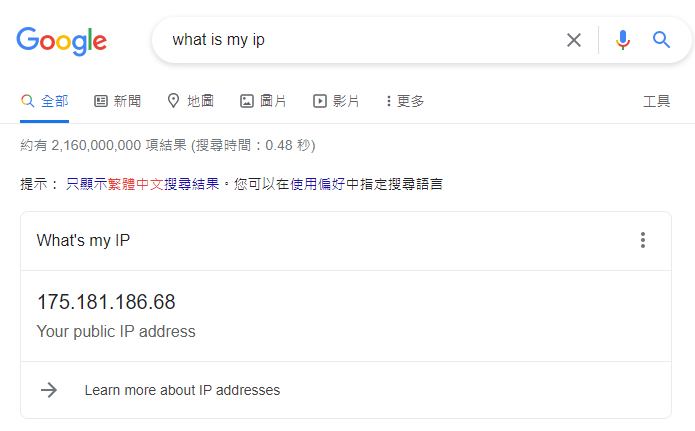 Google
what is my ip
全部 新聞 地圖 圖片 影片 更多 工具
約有 2,160,000,000 項結果 (搜尋時間：0.48 秒)
提示： 只顯示繁體中文搜尋結果。您可以在使用偏好中指定搜尋語言
What's my IP
175.181.186.68
Your public IP address
Learn more about IP addresses